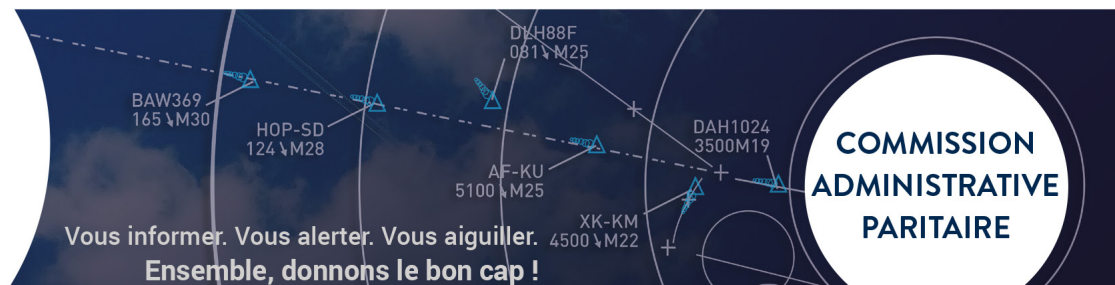 DLH88F
081↘M25
BAW369
165↘M30
HOP-SD
124↘M28
DAH1024
3500M19
AF-KU
5100↘M25
XK-KM
4500↘M22
Vous informer. Vous alerter. Vous aiguiller.
Ensemble, donnons le bon cap !
COMMISSION
ADMINISTRATIVE
PARITAIRE